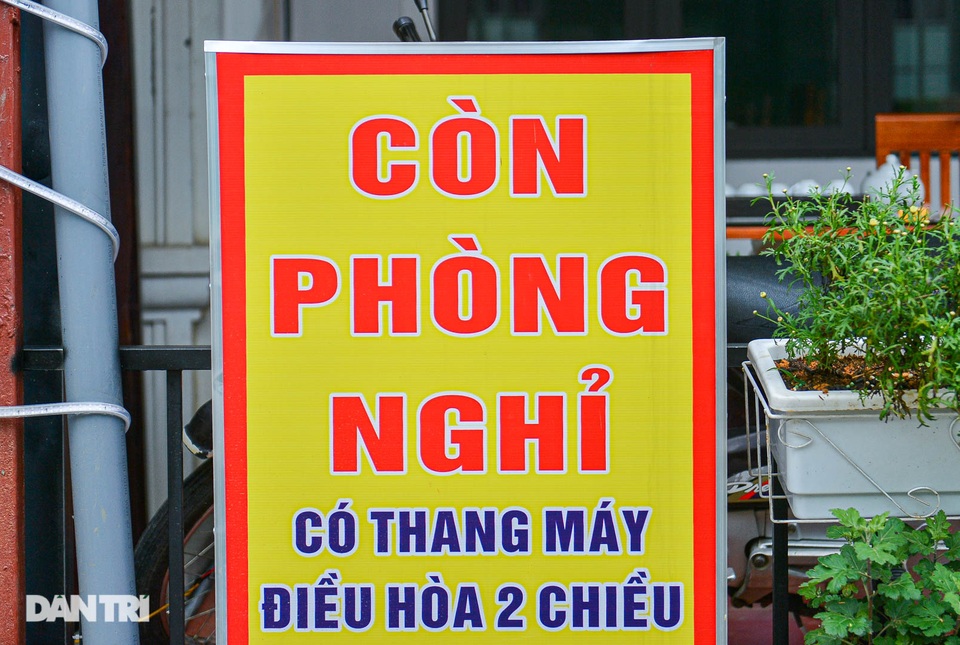 CÒN
PHÒNG
NGHỈ
CÓ THANG MÁY
ĐIỀU HÒA 2 CHIỀU
DÂN TRÍ